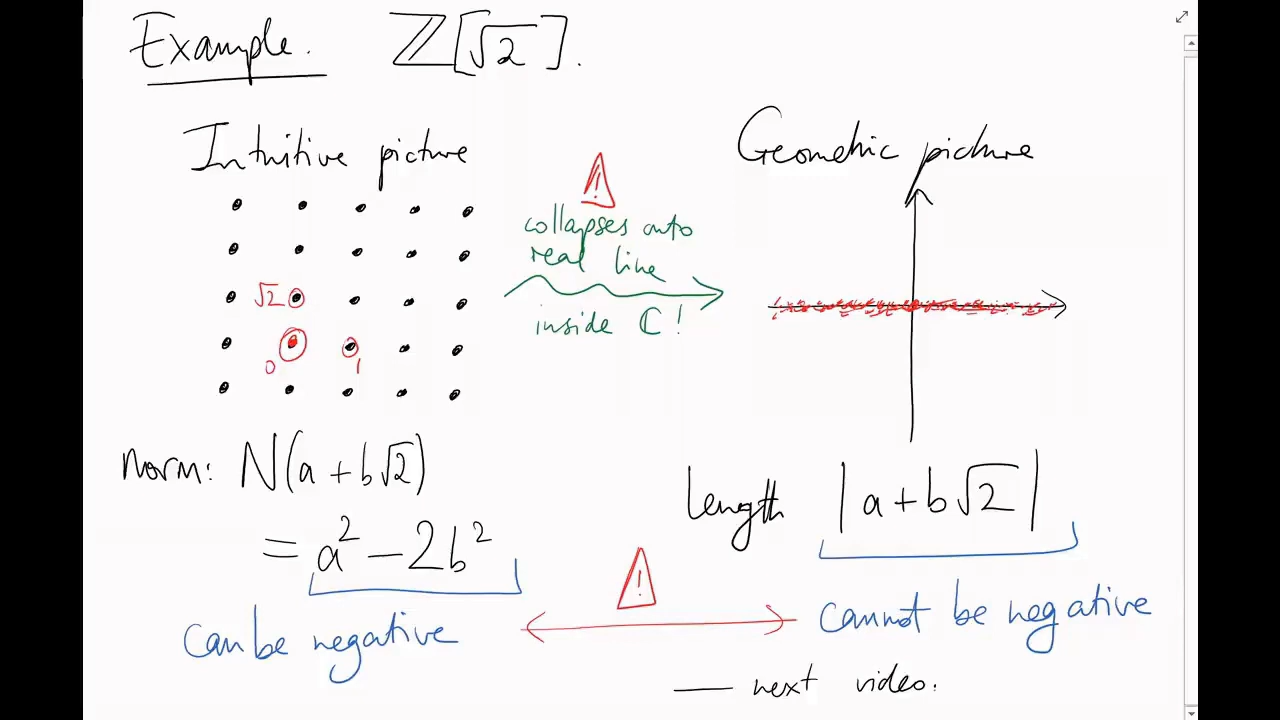 Example. ℤ[√2].
Intuitive picture
Geometric picture
!
collapses onto
real line
inside ℂ!
√2
0
1
norm: N(a + b√2)
= a² − 2b²
can be negative
length |a + b√2|
!
cannot be negative
— next video.